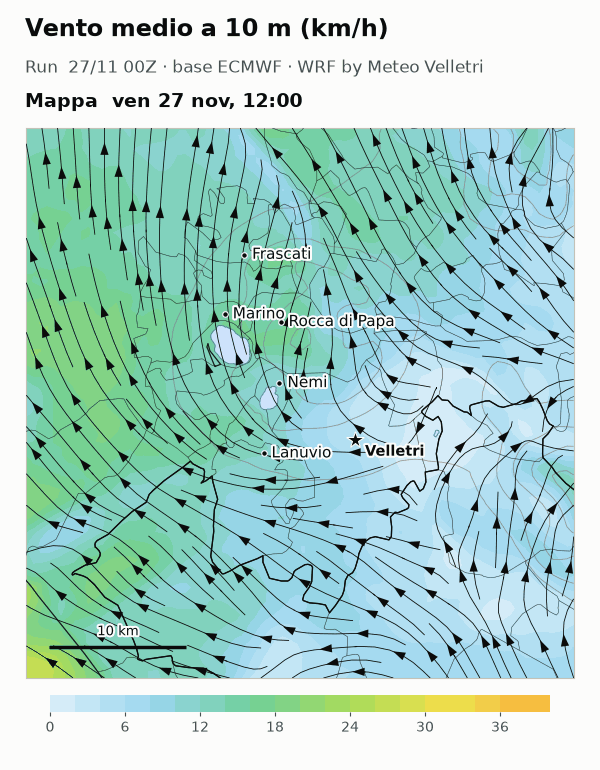 Vento medio a 10 m (km/h)
Run  27/11 00Z · base ECMWF · WRF by Meteo Velletri
Mappa  ven 27 nov, 12:00
Frascati
Marino
Rocca di Papa
Nemi
Velletri
Lanuvio
10 km
0 6 12 18 24 30 36